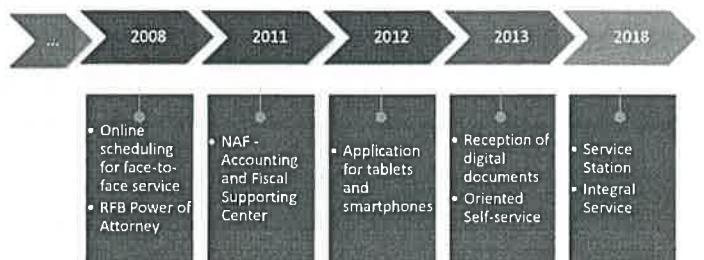 ...
2008
2011
2012
2013
2018
• Online
scheduling
for face-to-
face service
• RFB Power of
Attorney
• NAF -
Accounting
and Fiscal
Supporting
Center
• Application
for tablets
and
smartphones
• Reception of
digital
documents
• Oriented
Self-service
• Service
Station
• Integral
Service